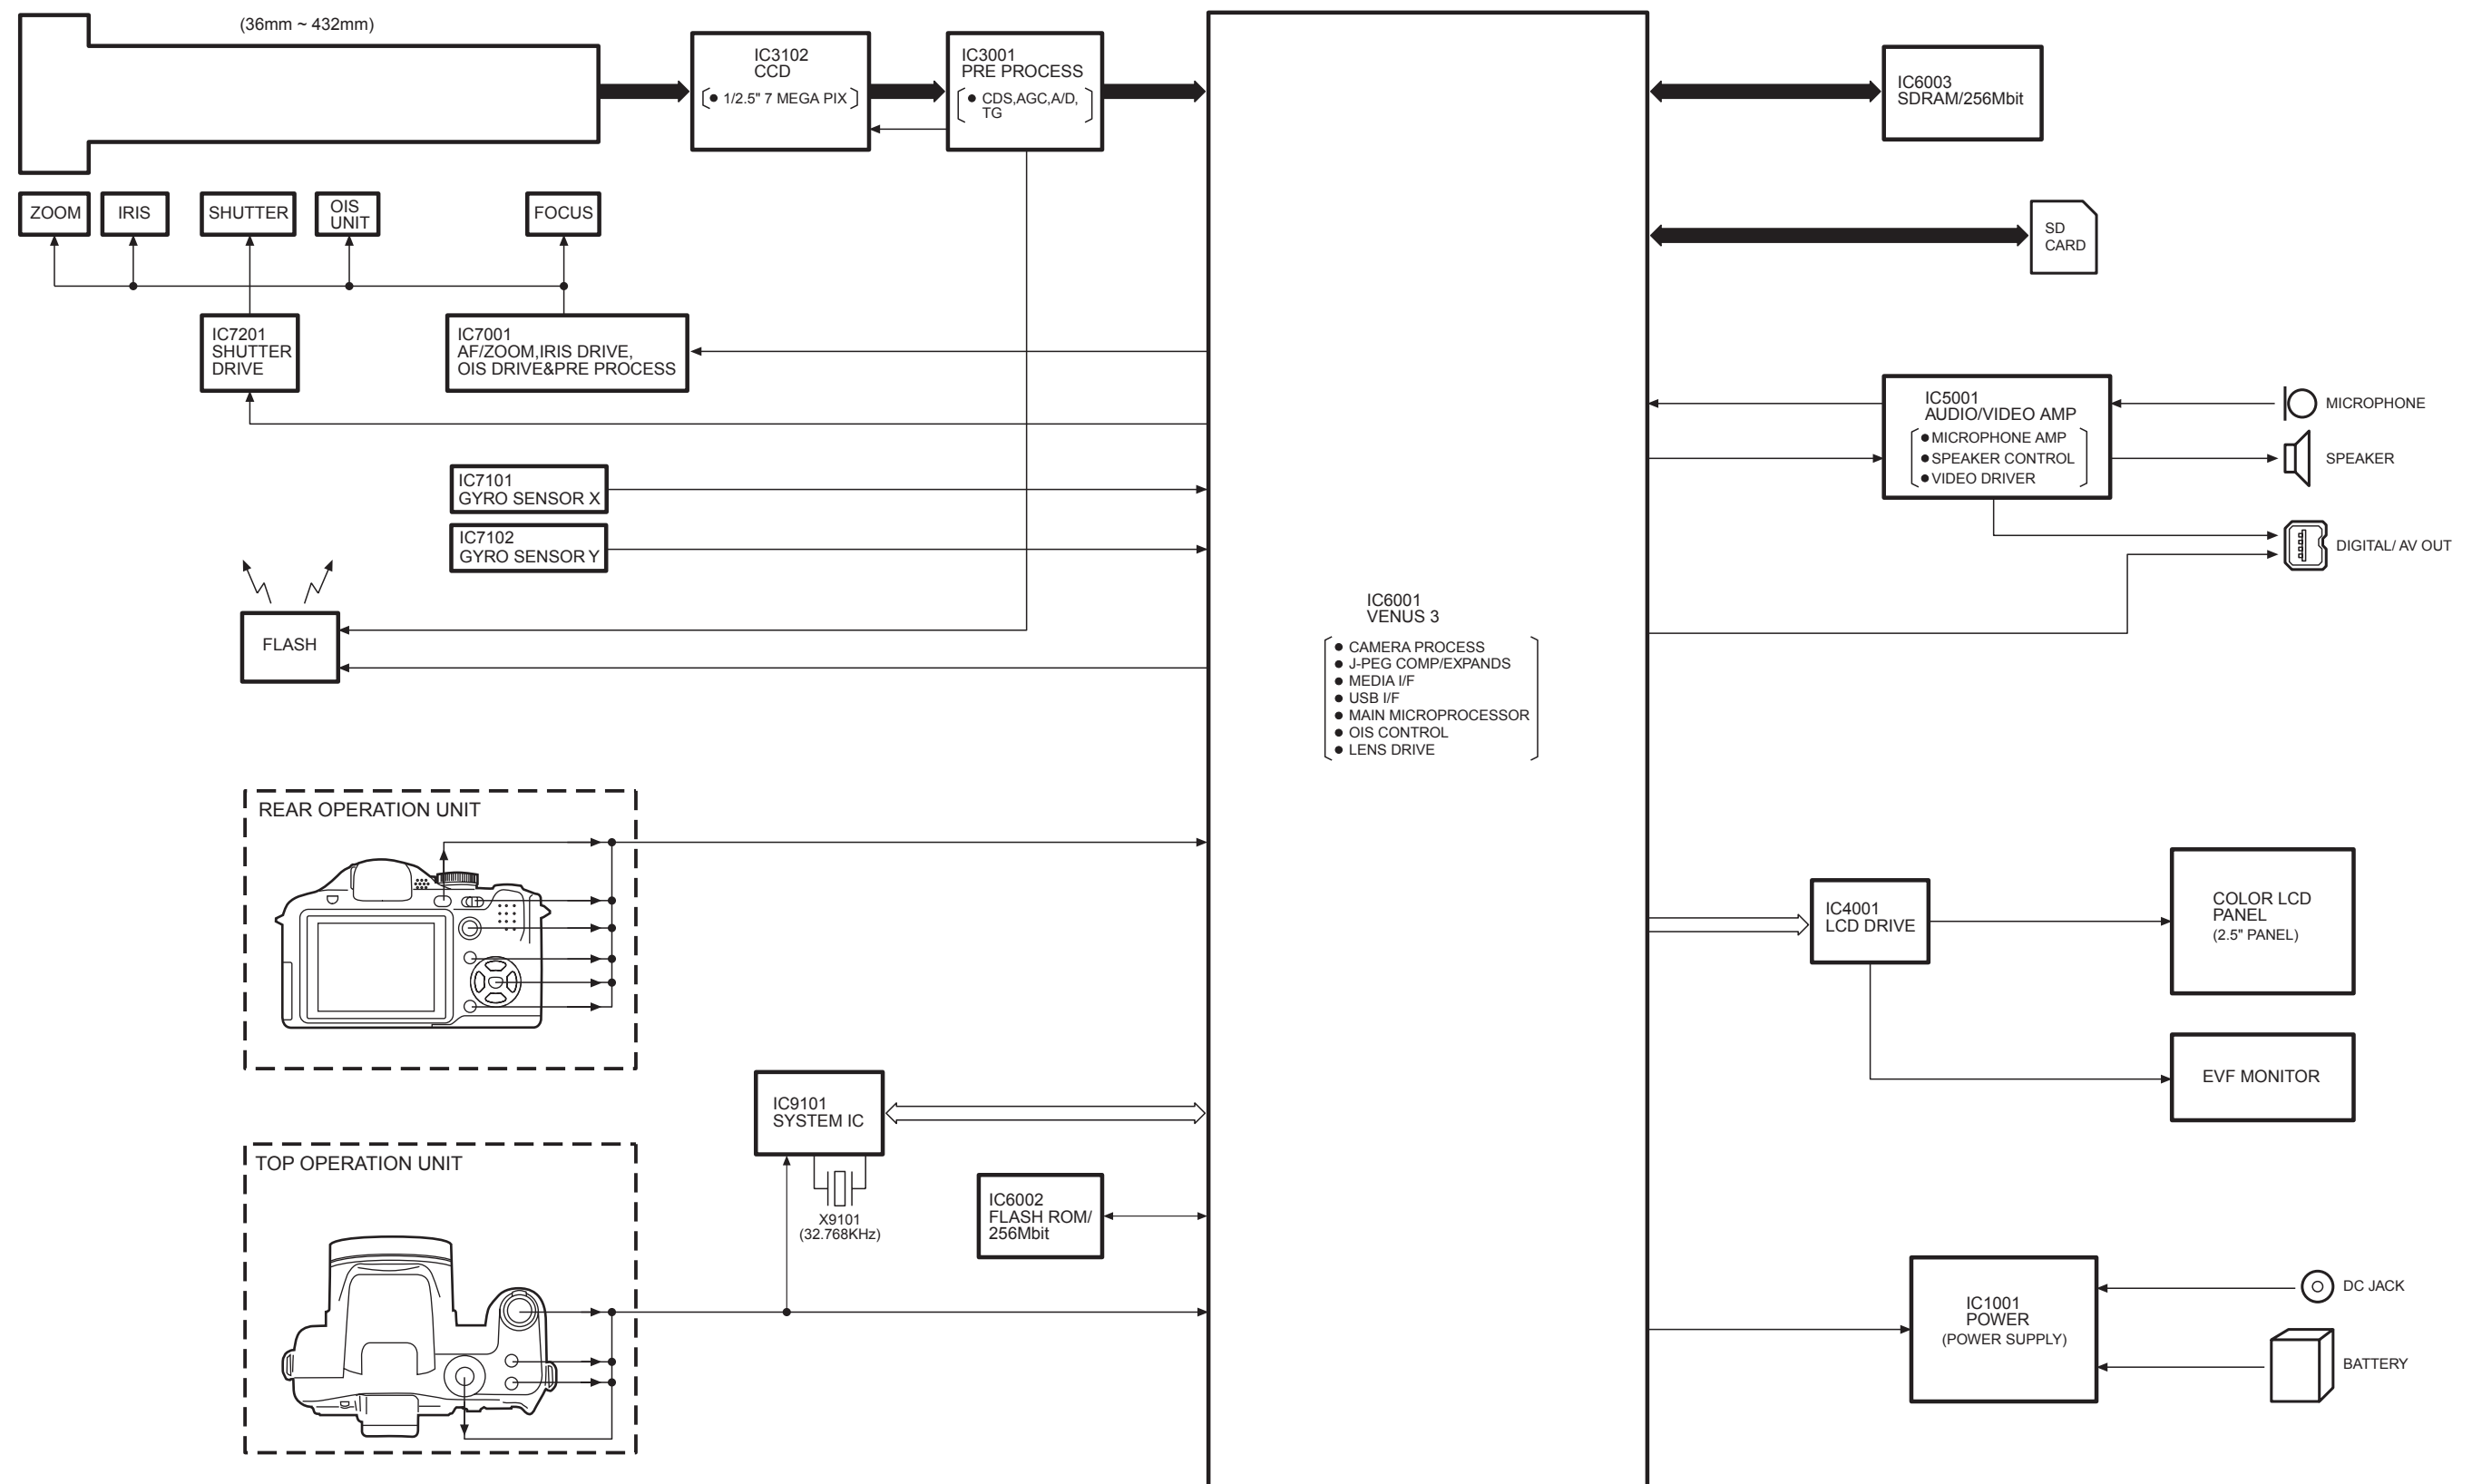 (36mm ~ 432mm)
IC3102
CCD
● 1/2.5" 7 MEGA PIX
IC3001
PRE PROCESS
● CDS,AGC,A/D,
TG
IC6003
SDRAM/256Mbit
ZOOM
IRIS
SHUTTER
OIS
UNIT
FOCUS
SD
CARD
IC7201
SHUTTER
DRIVE
IC7001
AF/ZOOM,IRIS DRIVE,
OIS DRIVE&PRE PROCESS
IC5001
AUDIO/VIDEO AMP
● MICROPHONE AMP
● SPEAKER CONTROL
● VIDEO DRIVER
MICROPHONE
SPEAKER
DIGITAL/ AV OUT
IC7101
GYRO SENSOR X
IC7102
GYRO SENSOR Y
FLASH
IC6001
VENUS 3
● CAMERA PROCESS
● J-PEG COMP/EXPANDS
● MEDIA I/F
● USB I/F
● MAIN MICROPROCESSOR
● OIS CONTROL
● LENS DRIVE
REAR OPERATION UNIT
IC4001
LCD DRIVE
COLOR LCD
PANEL
(2.5" PANEL)
EVF MONITOR
IC9101
SYSTEM IC
X9101
(32.768KHz)
TOP OPERATION UNIT
IC6002
FLASH ROM/
256Mbit
IC1001
POWER
(POWER SUPPLY)
DC JACK
BATTERY